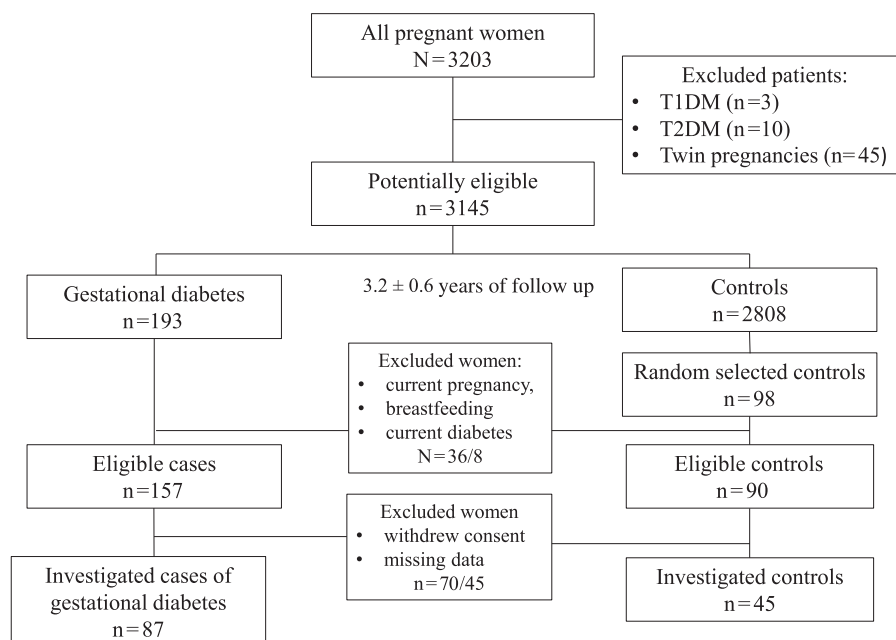 All pregnant women
N=3203
Excluded patients:
• T1DM (n=3)
• T2DM (n=10)
• Twin pregnancies (n=45)
Potentially eligible
n=3145
Gestational diabetes
n=193
3.2 ± 0.6 years of follow up
Controls
n=2808
Random selected controls
n=98
Excluded women:
• current pregnancy,
• breastfeeding
• current diabetes
N=36/8
Eligible cases
n=157
Eligible controls
n=90
Excluded women
• withdrew consent
• missing data
n=70/45
Investigated cases of
gestational diabetes
n=87
Investigated controls
n=45